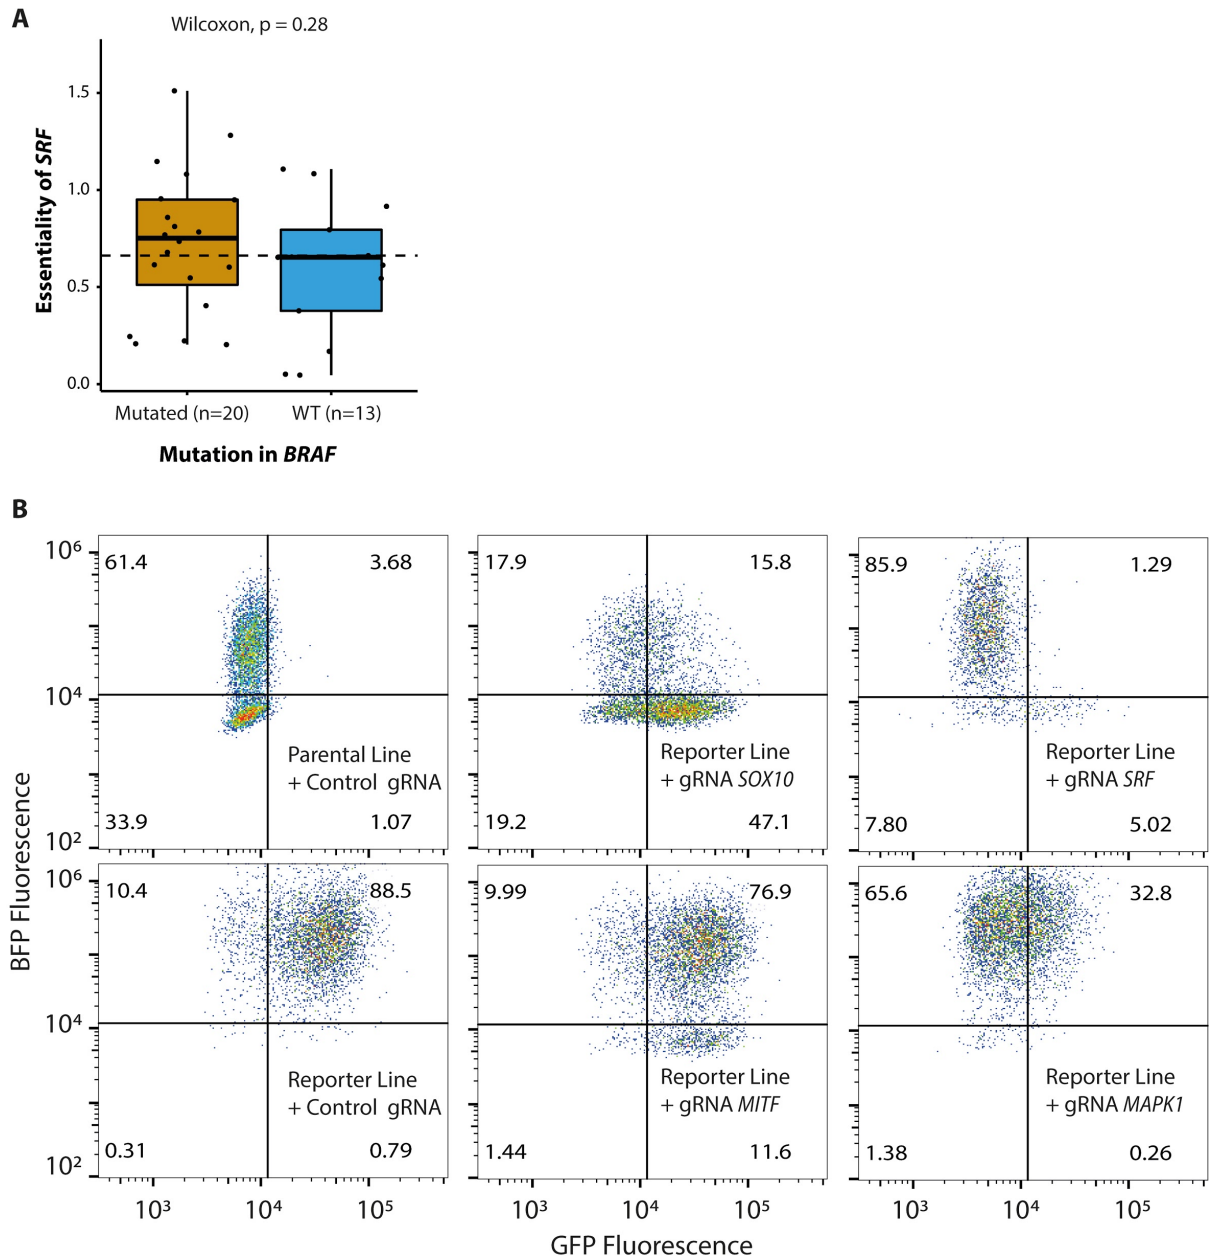 A
Wilcoxon, p = 0.28
Essentiality of SRF
1.5
1.0
0.5
0.0
Mutated (n=20) WT (n=13)
Mutation in BRAF
B
BFP Fluorescence
10⁶
10⁴
10²
61.4 3.68
Parental Line
+ Control gRNA
33.9 1.07
17.9 15.8
Reporter Line
+ gRNA SOX10
19.2 47.1
85.9 1.29
Reporter Line
+ gRNA SRF
7.80 5.02
10⁶
10⁴
10²
10.4 88.5
Reporter Line
+ Control gRNA
0.31 0.79
9.99 76.9
Reporter Line
+ gRNA MITF
1.44 11.6
65.6 32.8
Reporter Line
+ gRNA MAPK1
1.38 0.26
10³ 10⁴ 10⁵ 10³ 10⁴ 10⁵ 10³ 10⁴ 10⁵
GFP Fluorescence